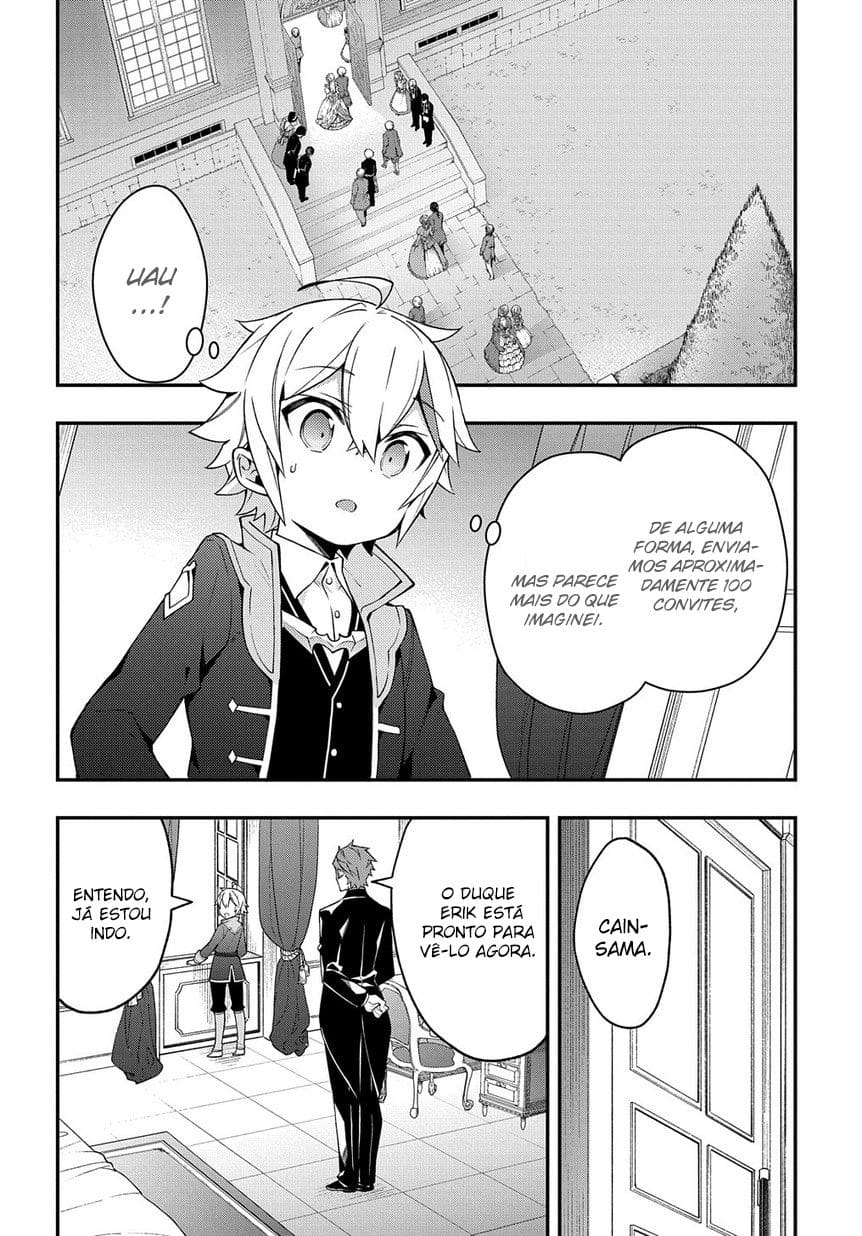 UAU
...!
DE ALGUMA
FORMA, ENVIA-
MOS APROXIMA-
DAMENTE 100
CONVITES,
MAS PARECE
MAIS DO QUE
IMAGINEI.
CAIN-
SAMA.
O DUQUE
ERIK ESTÁ
PRONTO PARA
VÊ-LO AGORA.
ENTENDO,
JÁ ESTOU
INDO.